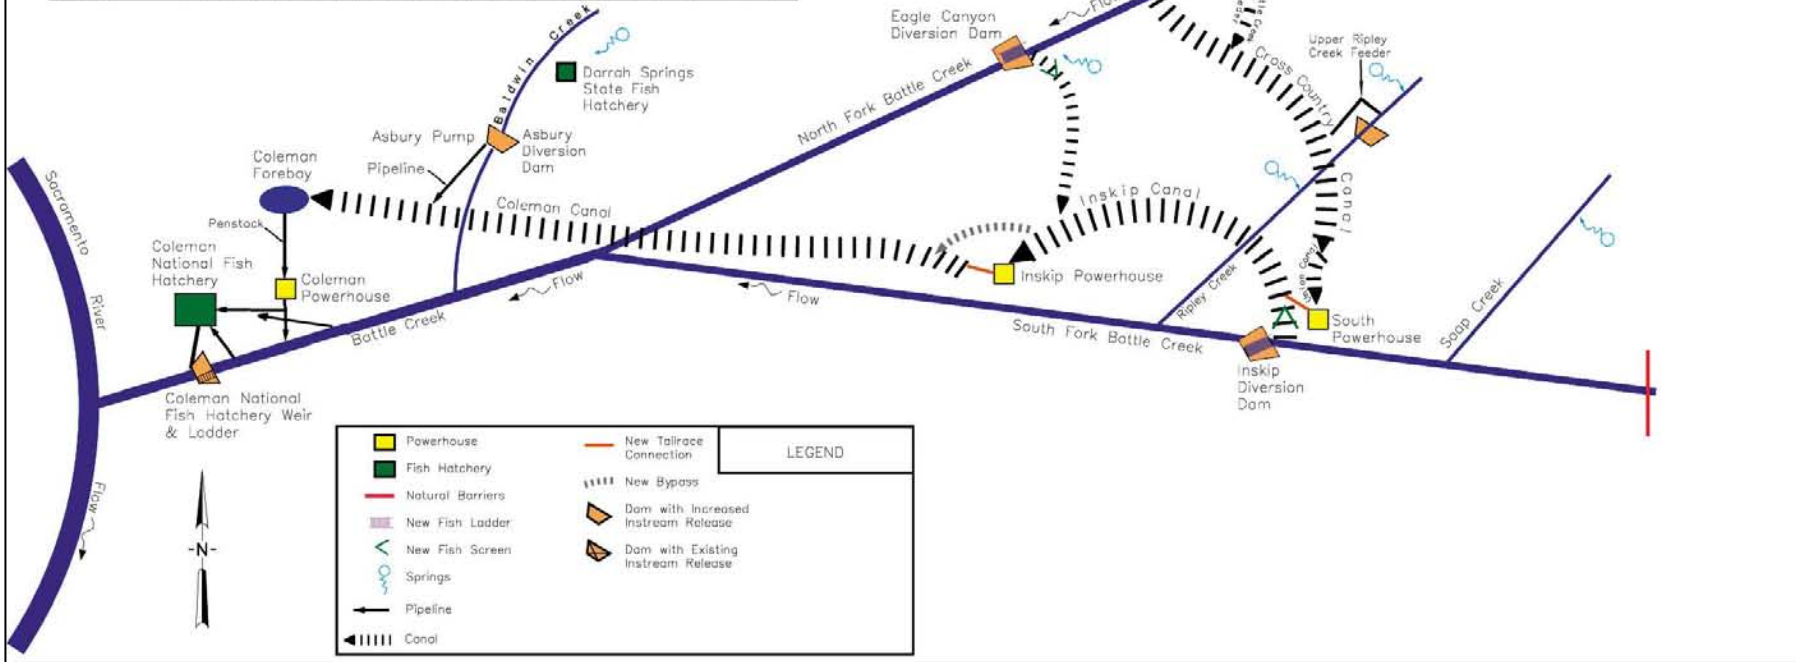 Flow
Eagle Canyon
Diversion Dam
Upper Ripley
Creek Feeder
Cross Country
Canal
Baldwin Creek
Darrah Springs
State Fish
Hatchery
North Fork Battle Creek
Asbury Pump
Asbury
Diversion
Dam
Pipeline
Coleman
Forebay
Coleman Canal
Inskip Canal
Penstock
Sacramento
River
Flow
Coleman
National Fish
Hatchery
Coleman
Powerhouse
Inskip Powerhouse
Union Canal
Ripley Creek
Soap Creek
Flow
Flow
Battle Creek
South Fork Battle Creek
South
Powerhouse
Inskip
Diversion
Dam
Coleman National
Fish Hatchery Weir
& Ladder
-N-
LEGEND
Powerhouse
Fish Hatchery
Natural Barriers
New Fish Ladder
New Fish Screen
Springs
Pipeline
Canal
New Tailrace
Connection
New Bypass
Dam with Increased
Instream Release
Dam with Existing
Instream Release